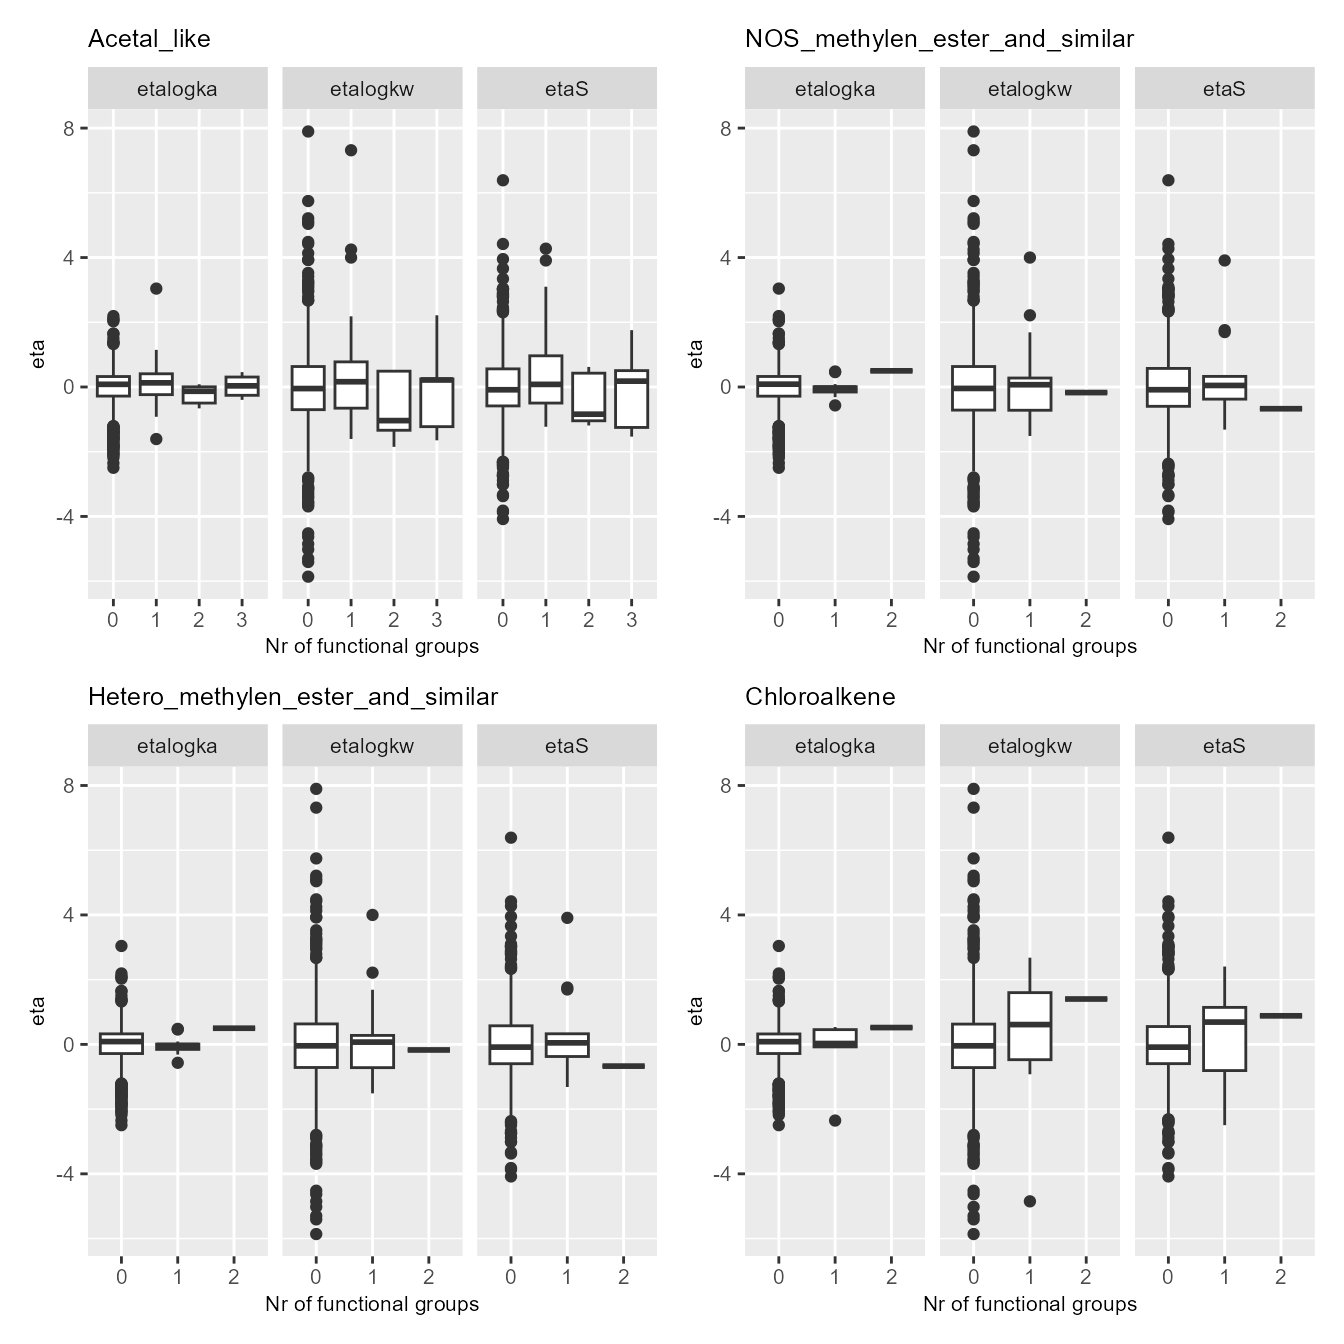 Acetal_like
etalogka etalogkw etaS
8
4
0
-4
eta
0 1 2 3 0 1 2 3 0 1 2 3
Nr of functional groups
NOS_methylen_ester_and_similar
etalogka etalogkw etaS
8
4
0
-4
eta
0 1 2 0 1 2 0 1 2
Nr of functional groups
Hetero_methylen_ester_and_similar
etalogka etalogkw etaS
8
4
0
-4
eta
0 1 2 0 1 2 0 1 2
Nr of functional groups
Chloroalkene
etalogka etalogkw etaS
8
4
0
-4
eta
0 1 2 0 1 2 0 1 2
Nr of functional groups